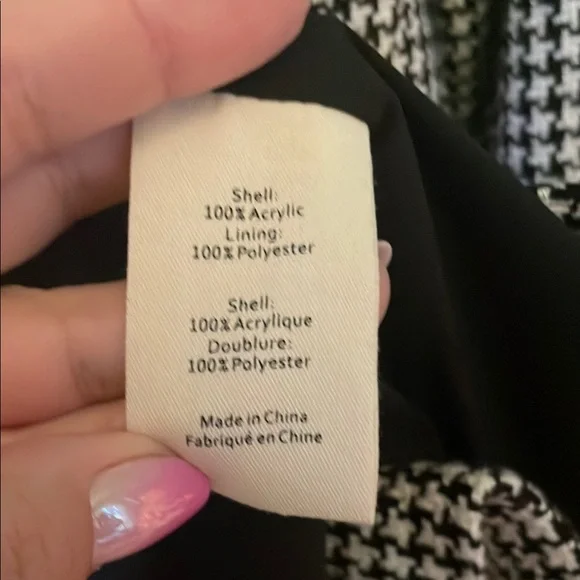 Shell:
100% Acrylic
Lining:
100% Polyester
Shell:
100% Acrylique
Doublure:
100% Polyester
Made in China
Fabriqué en Chine